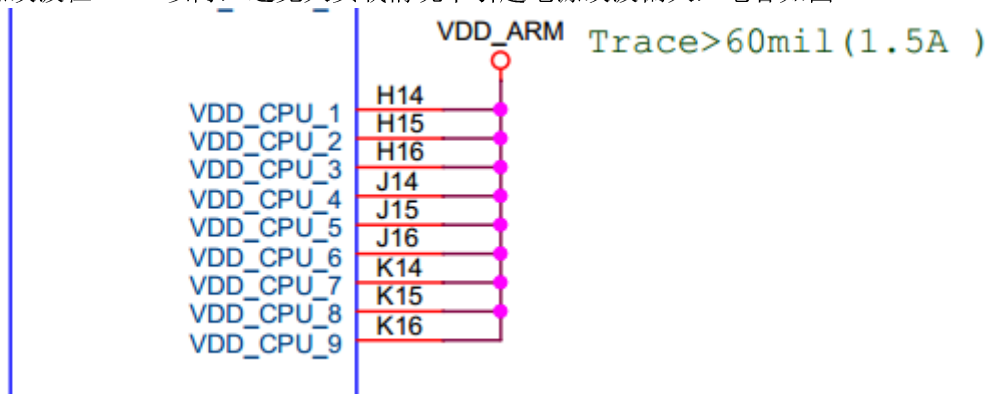 VDD_ARM
Trace>60mil(1.5A )
VDD_CPU_1 H14
VDD_CPU_2 H15
VDD_CPU_3 H16
VDD_CPU_4 J14
VDD_CPU_5 J15
VDD_CPU_6 J16
VDD_CPU_7 K14
VDD_CPU_8 K15
VDD_CPU_9 K16